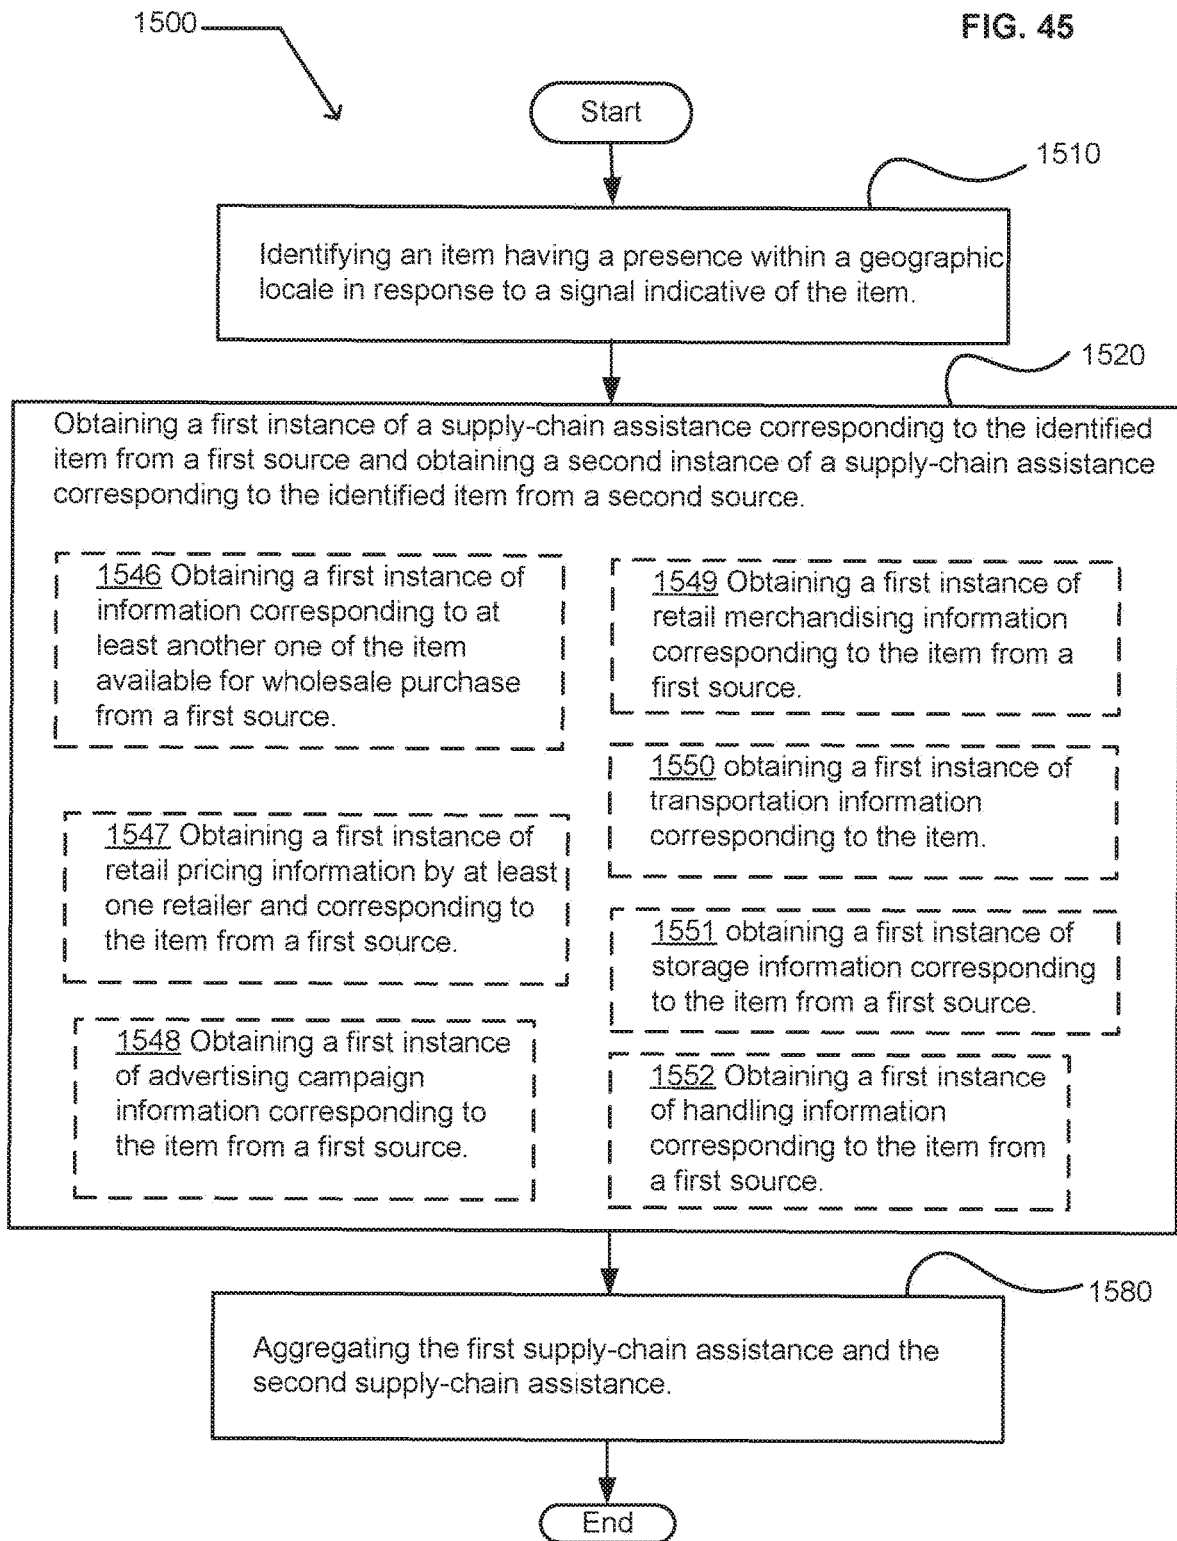 1500
FIG. 45
Start
1510
Identifying an item having a presence within a geographic
locale in response to a signal indicative of the item.
1520
Obtaining a first instance of a supply-chain assistance corresponding to the identified
item from a first source and obtaining a second instance of a supply-chain assistance
corresponding to the identified item from a second source.
1546 Obtaining a first instance of
information corresponding to at
least another one of the item
available for wholesale purchase
from a first source.
1547 Obtaining a first instance of
retail pricing information by at least
one retailer and corresponding to
the item from a first source.
1548 Obtaining a first instance
of advertising campaign
information corresponding to
the item from a first source.
1549 Obtaining a first instance of
retail merchandising information
corresponding to the item from a
first source.
1550 obtaining a first instance of
transportation information
corresponding to the item.
1551 obtaining a first instance of
storage information corresponding
to the item from a first source.
1552 Obtaining a first instance
of handling information
corresponding to the item from
a first source.
1580
Aggregating the first supply-chain assistance and the
second supply-chain assistance.
End